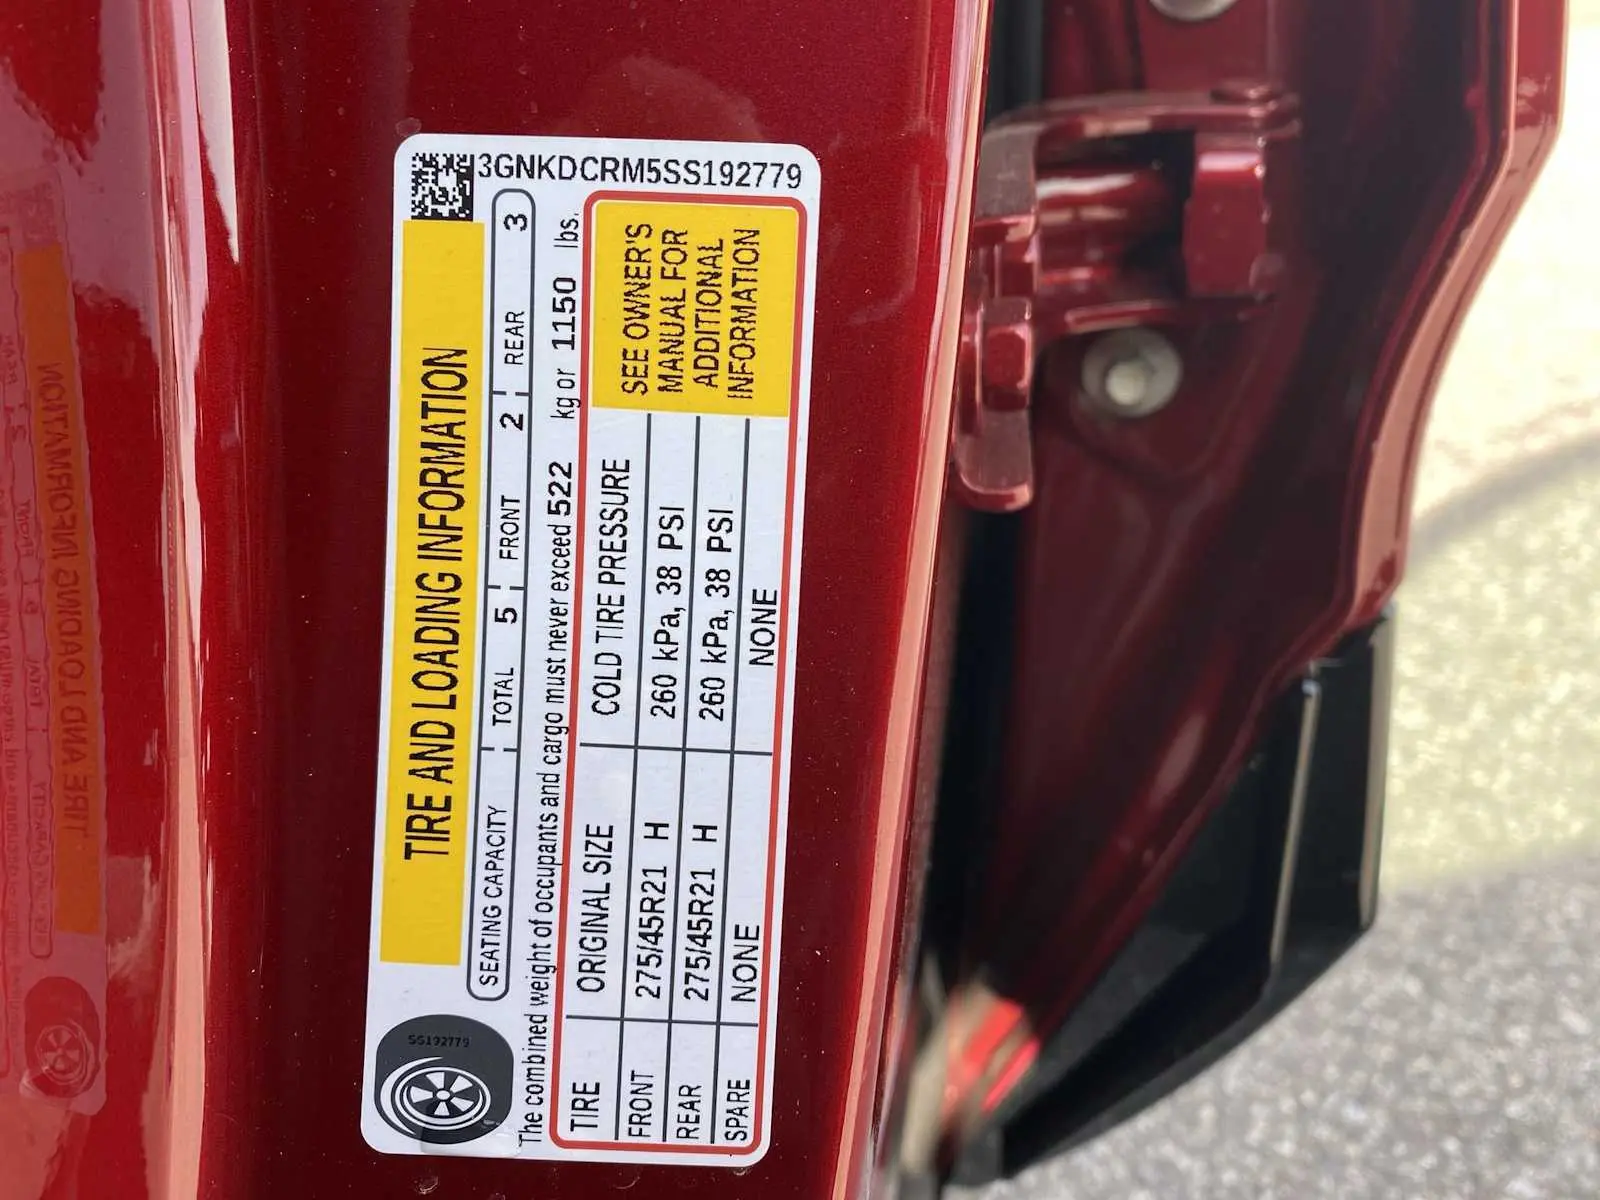 3GNKDCRM5SS192779
TIRE AND LOADING INFORMATION
SEATING CAPACITY TOTAL 5 FRONT 2 REAR 3
The combined weight of occupants and cargo must never exceed 522 kg or 1150 lbs.
TIRE ORIGINAL SIZE COLD TIRE PRESSURE
FRONT 275/45R21 H 260 kPa, 38 PSI
REAR 275/45R21 H 260 kPa, 38 PSI
SPARE NONE NONE
SEE OWNER'S
MANUAL FOR
ADDITIONAL
INFORMATION
SS192779
TIRE AND LOADING INFORMATION